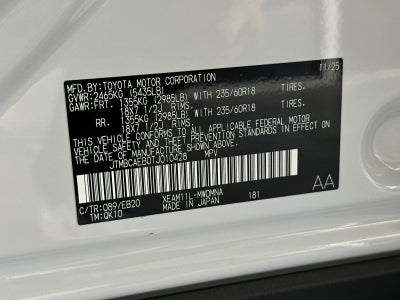 MFD.BY:TOYOTA MOTOR CORPORATION 11/25
GVWR: 2465KG (5435LB)
GAWR:FRT. 1355KG (2985LB) WITH 235/60R18 TIRES.
18X7 1/2J RIMS.
RR. 1355KG (2985LB) WITH 235/60R18 TIRES.
18X7 1/2J RIMS.
THIS VEHICLE CONFORMS TO ALL APPLICABLE FEDERAL MOTOR
VEHICLE SAFETY, BUMPER, AND THEFT PREVENTION STANDARDS
IN EFFECT ON THE DATE OF MANUFACTURE SHOWN ABOVE.
JTMBCAEB0TJ010428 MPV
C/TR:089/EB20 XEAM11L-MWDMNA 181 AA
TM:QK10 MADE IN JAPAN